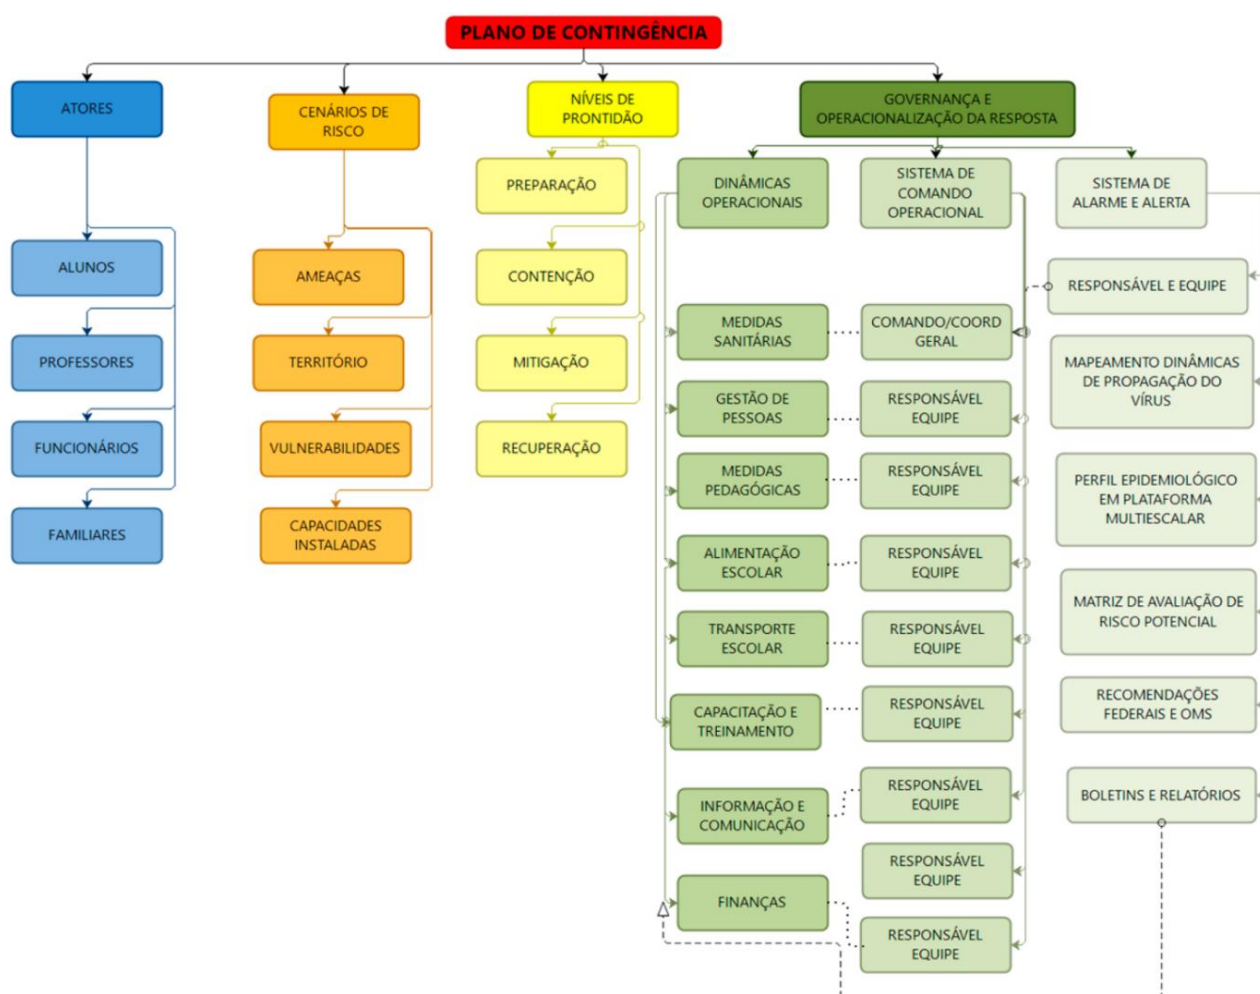 PLANO DE CONTINGÊNCIA
ATORES
ALUNOS
PROFESSORES
FUNCIONÁRIOS
FAMILIARES
CENÁRIOS DE
RISCO
AMEAÇAS
TERRITÓRIO
VULNERABILIDADES
CAPACIDADES
INSTALADAS
NÍVEIS DE
PRONTIDÃO
PREPARAÇÃO
CONTENÇÃO
MITIGAÇÃO
RECUPERAÇÃO
GOVERNANÇA E
OPERACIONALIZAÇÃO DA RESPOSTA
DINÂMICAS
OPERACIONAIS
MEDIDAS
SANITÁRIAS
GESTÃO DE
PESSOAS
MEDIDAS
PEDAGÓGICAS
ALIMENTAÇÃO
ESCOLAR
TRANSPORTE
ESCOLAR
CAPACITAÇÃO E
TREINAMENTO
INFORMAÇÃO E
COMUNICAÇÃO
FINANÇAS
SISTEMA DE
COMANDO
OPERACIONAL
COMANDO/COORD
GERAL
RESPONSÁVEL
EQUIPE
RESPONSÁVEL
EQUIPE
RESPONSÁVEL
EQUIPE
RESPONSÁVEL
EQUIPE
RESPONSÁVEL
EQUIPE
RESPONSÁVEL
EQUIPE
RESPONSÁVEL
EQUIPE
RESPONSÁVEL
EQUIPE
SISTEMA DE
ALARME E ALERTA
RESPONSÁVEL E EQUIPE
MAPEAMENTO DINÂMICAS
DE PROPAGAÇÃO DO
VÍRUS
PERFIL EPIDEMIOLÓGICO
EM PLATAFORMA
MULTIESCALAR
MATRIZ DE AVALIAÇÃO DE
RISCO POTENCIAL
RECOMENDAÇÕES
FEDERAIS E OMS
BOLETINS E RELATÓRIOS